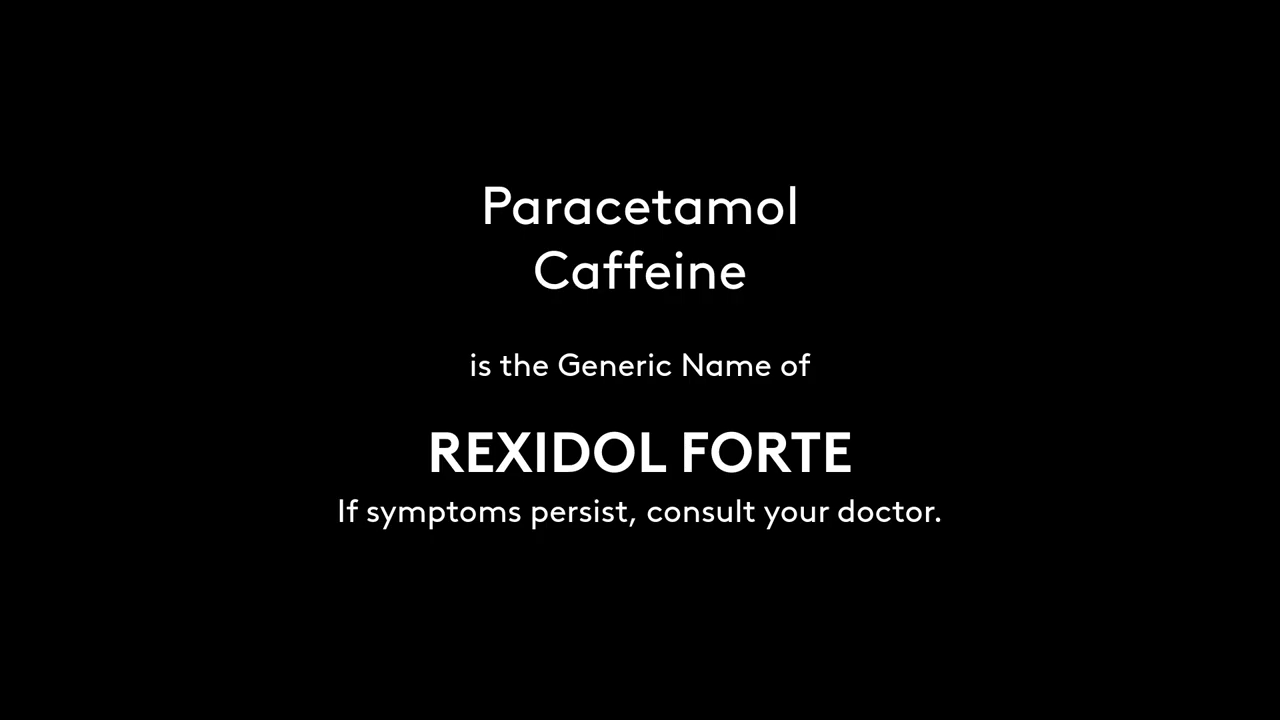 Paracetamol
Caffeine
is the Generic Name of
REXIDOL FORTE
If symptoms persist, consult your doctor.